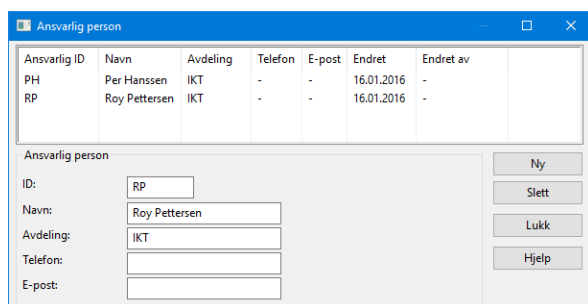 Ansvarlig person
Ansvarlig ID Navn Avdeling Telefon E-post Endret Endret av
PH Per Hanssen IKT - - 16.01.2016 -
RP Roy Pettersen IKT - - 16.01.2016 -
Ansvarlig person
Ny
ID: RP
Slett
Navn: Roy Pettersen
Lukk
Avdeling: IKT
Telefon:
Hjelp
E-post: